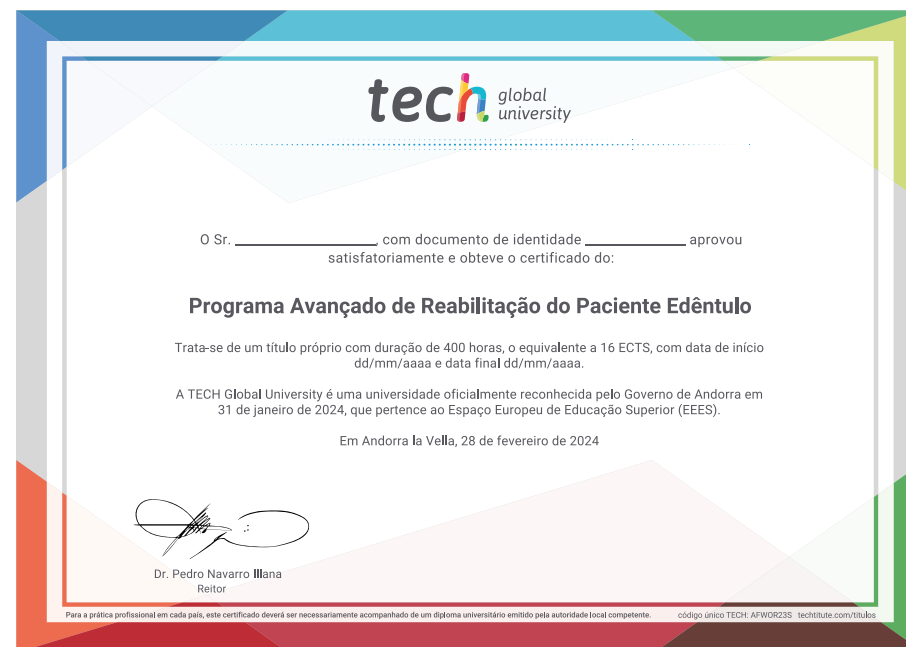 tech global university
O Sr. , com documento de identidade aprovou
satisfatoriamente e obteve o certificado do:
Programa Avançado de Reabilitação do Paciente Edêntulo
Trata-se de um título próprio com duração de 400 horas, o equivalente a 16 ECTS, com data de início
dd/mm/aaaa e data final dd/mm/aaaa.
A TECH Global University é uma universidade oficialmente reconhecida pelo Governo de Andorra em
31 de janeiro de 2024, que pertence ao Espaço Europeu de Educação Superior (EEES).
Em Andorra la Vella, 28 de fevereiro de 2024
Dr. Pedro Navarro Illana
Reitor
Para a prática profissional em cada país, este certificado deverá ser necessariamente acompanhado de um diploma universitário emitido pela autoridade local competente.
código único TECH: AFWOR23S techtitute.com/titulos